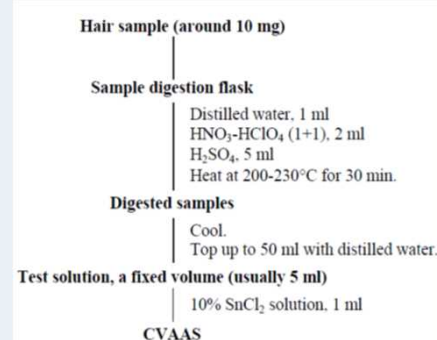 Hair sample (around 10 mg)
Sample digestion flask
Distilled water, 1 ml
HNO₃-HClO₄ (1+1), 2 ml
H₂SO₄, 5 ml
Heat at 200-230°C for 30 min.
Digested samples
Cool.
Top up to 50 ml with distilled water.
Test solution, a fixed volume (usually 5 ml)
10% SnCl₂ solution, 1 ml
CVAAS